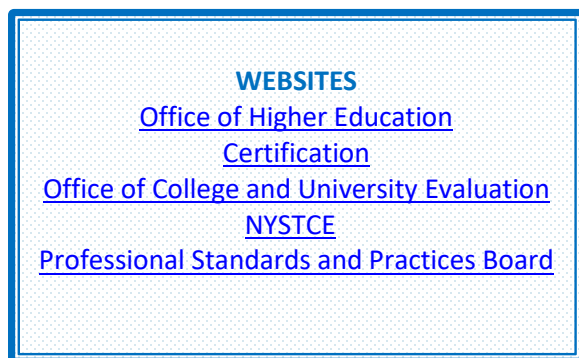 WEBSITES
Office of Higher Education
Certification
Office of College and University Evaluation
NYSTCE
Professional Standards and Practices Board